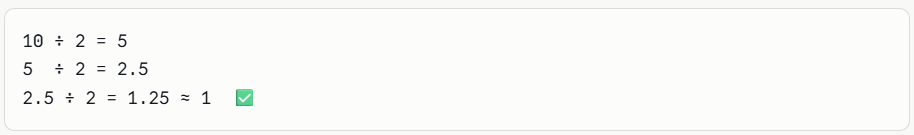 10 ÷ 2 = 5
5  ÷ 2 = 2.5
2.5 ÷ 2 = 1.25 ≈ 1  ✅